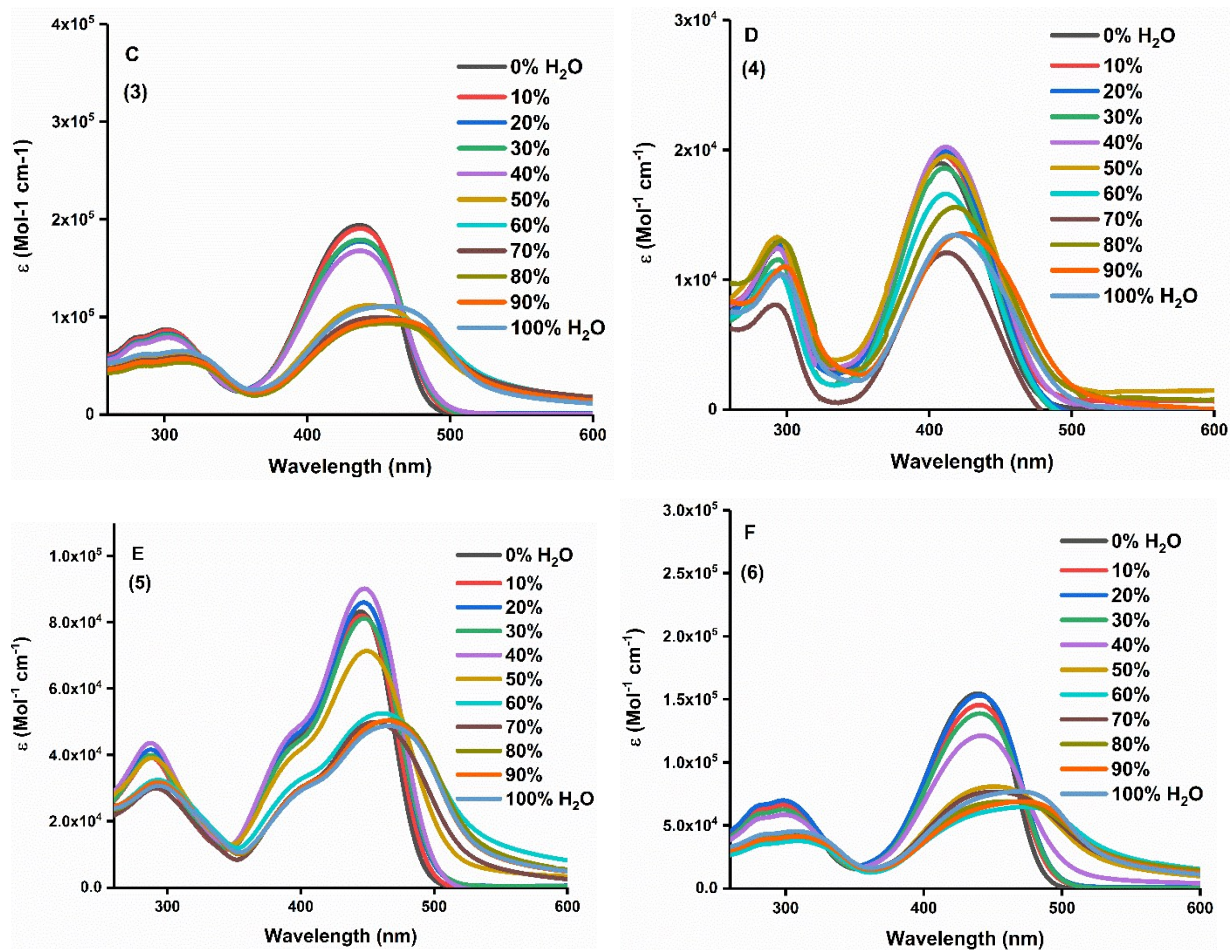 C
(3)
4x10⁵
3x10⁵
2x10⁵
1x10⁵
0
ε (Mol-1 cm-1)
300
400
500
600
Wavelength (nm)
0% H₂O
10%
20%
30%
40%
50%
60%
70%
80%
90%
100% H₂O
D
(4)
3x10⁴
2x10⁴
1x10⁴
0
ε (Mol⁻¹ cm⁻¹)
300
400
500
600
Wavelength (nm)
0% H₂O
10%
20%
30%
40%
50%
60%
70%
80%
90%
100% H₂O
E
(5)
1.0x10⁵
8.0x10⁴
6.0x10⁴
4.0x10⁴
2.0x10⁴
0.0
ε (Mol⁻¹ cm⁻¹)
300
400
500
600
Wavelength (nm)
0% H₂O
10%
20%
30%
40%
50%
60%
70%
80%
90%
100% H₂O
F
(6)
3.0x10⁵
2.5x10⁵
2.0x10⁵
1.5x10⁵
1.0x10⁵
5.0x10⁴
0.0
ε (Mol⁻¹ cm⁻¹)
300
400
500
600
Wavelength (nm)
0% H₂O
10%
20%
30%
40%
50%
60%
70%
80%
90%
100% H₂O